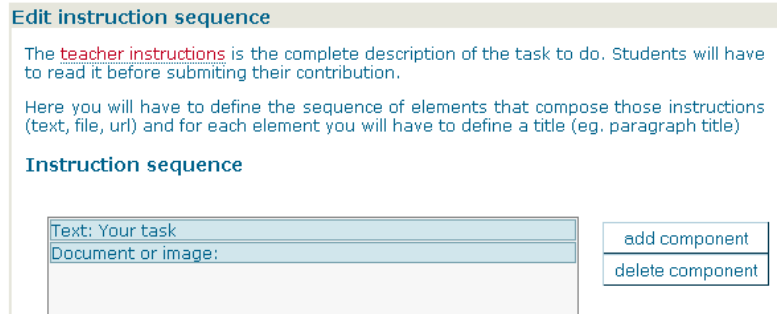 Edit instruction sequence
The teacher instructions is the complete description of the task to do. Students will have
to read it before submiting their contribution.
Here you will have to define the sequence of elements that compose those instructions
(text, file, url) and for each element you will have to define a title (eg. paragraph title)
Instruction sequence
Text: Your task
Document or image:
add component
delete component